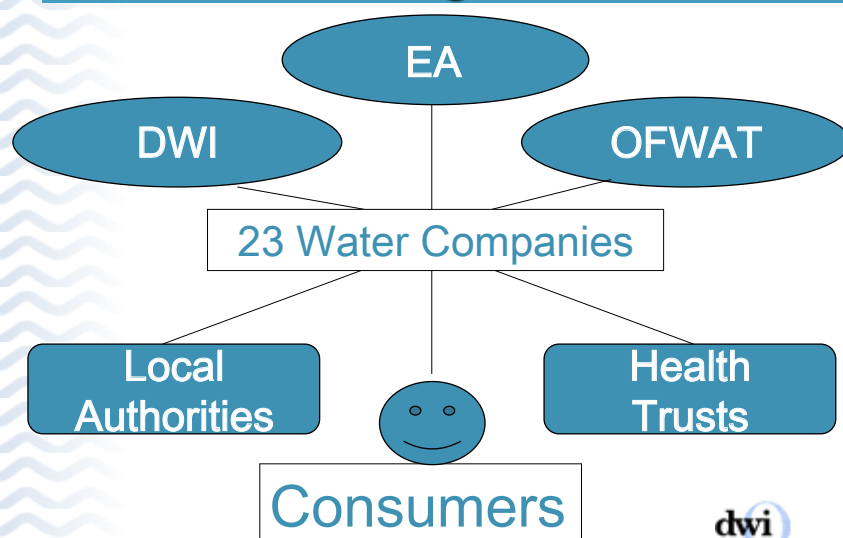 EA
DWI
OFWAT
23 Water Companies
Local
Authorities
Health
Trusts
Consumers
dwi